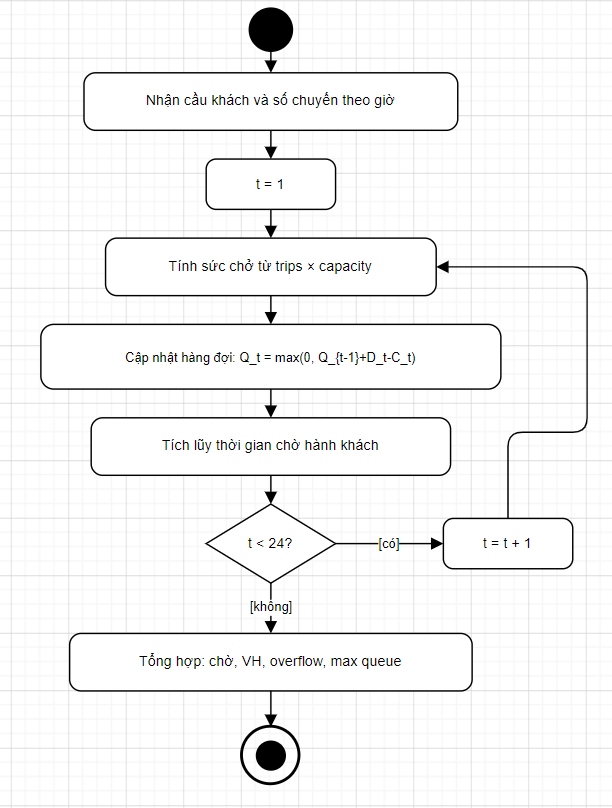 Nhận cầu khách và số chuyến theo giờ
t = 1
Tính sức chở từ trips × capacity
Cập nhật hàng đợi: Q_t = max(0, Q_{t-1}+D_t-C_t)
Tích lũy thời gian chờ hành khách
t < 24?
[có]
t = t + 1
[không]
Tổng hợp: chờ, VH, overflow, max queue